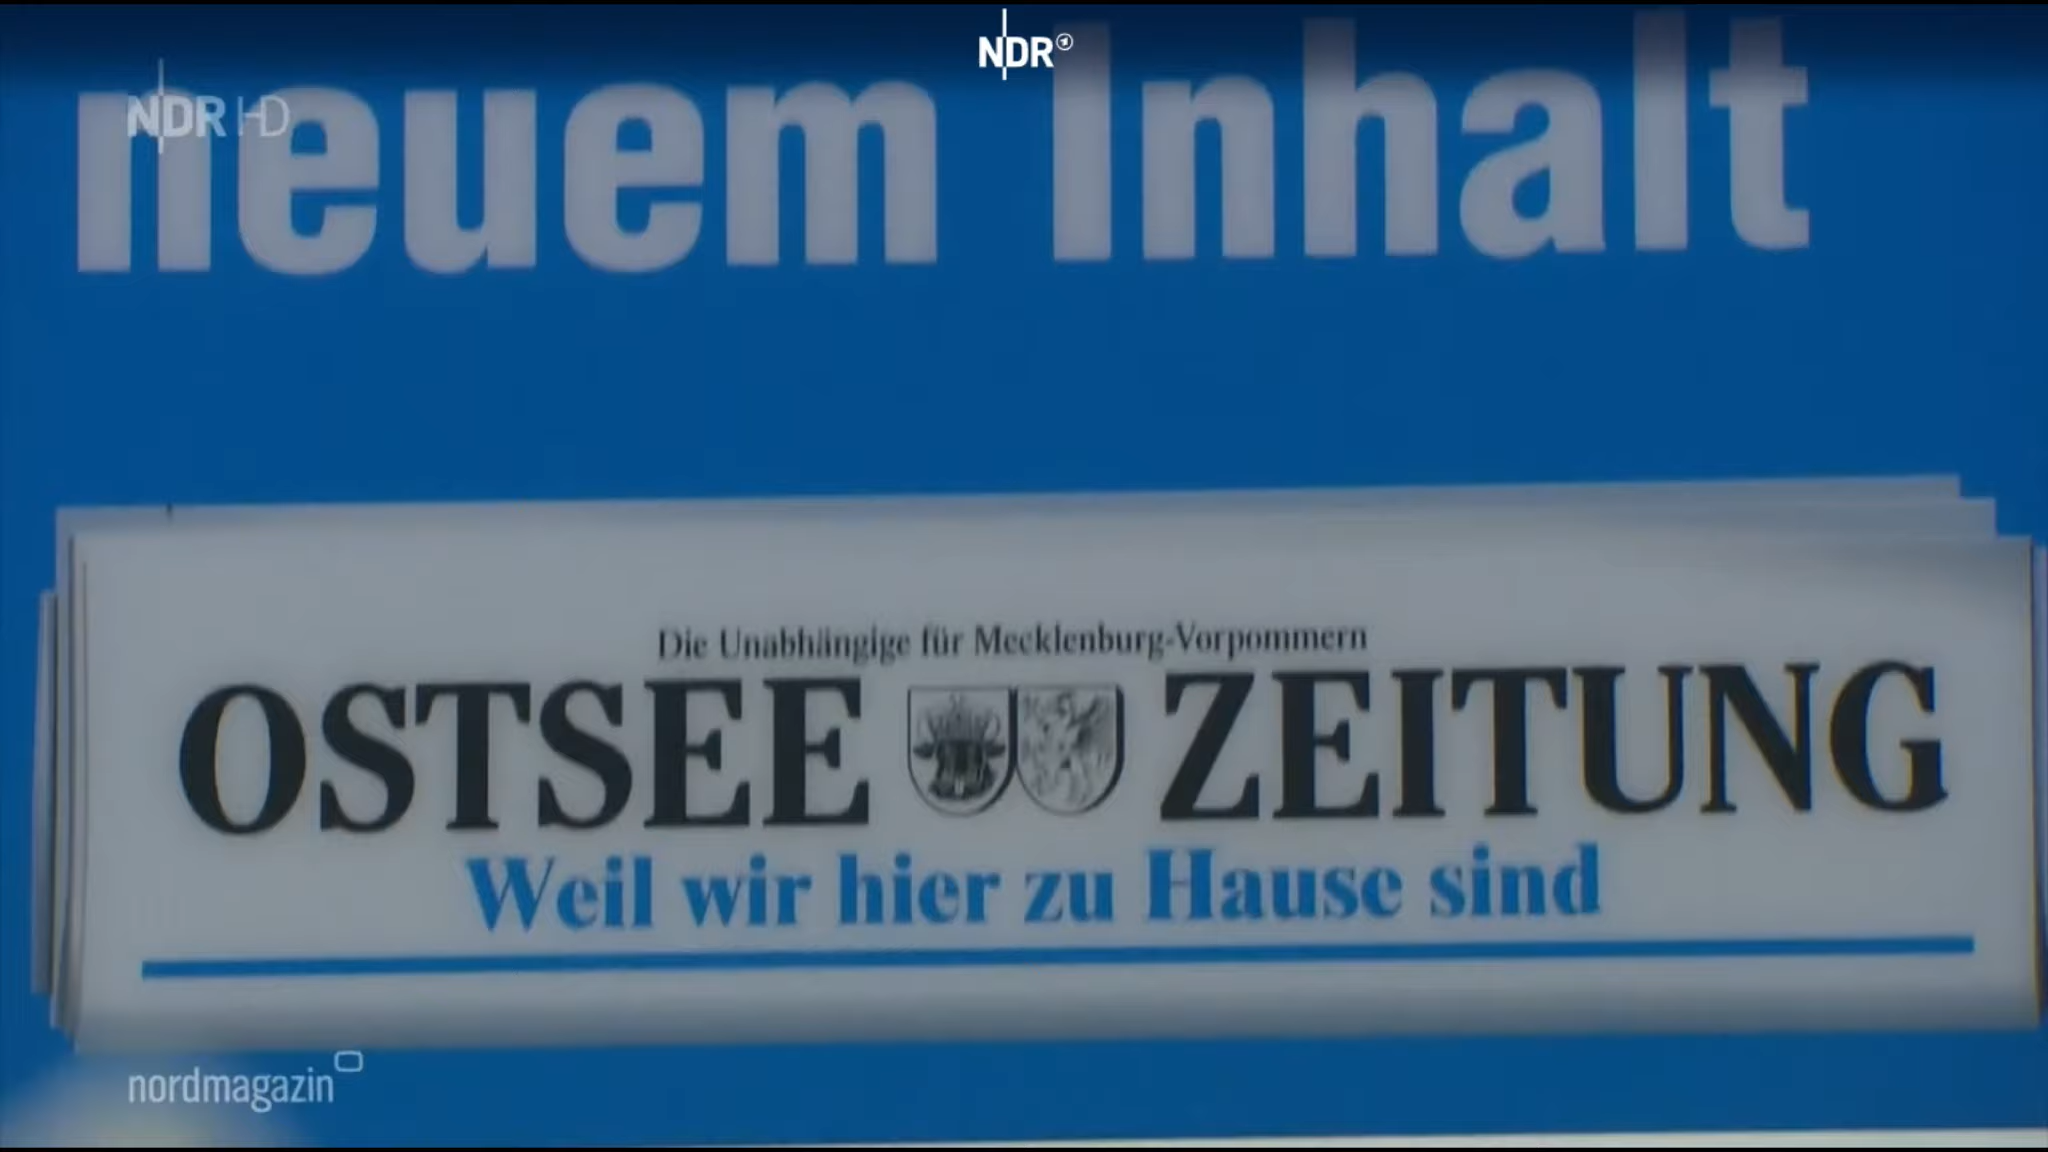 NDR
NDR HD
neuem Inhalt
Die Unabhängige für Mecklenburg-Vorpommern
OSTSEE ZEITUNG
Weil wir hier zu Hause sind
nordmagazin